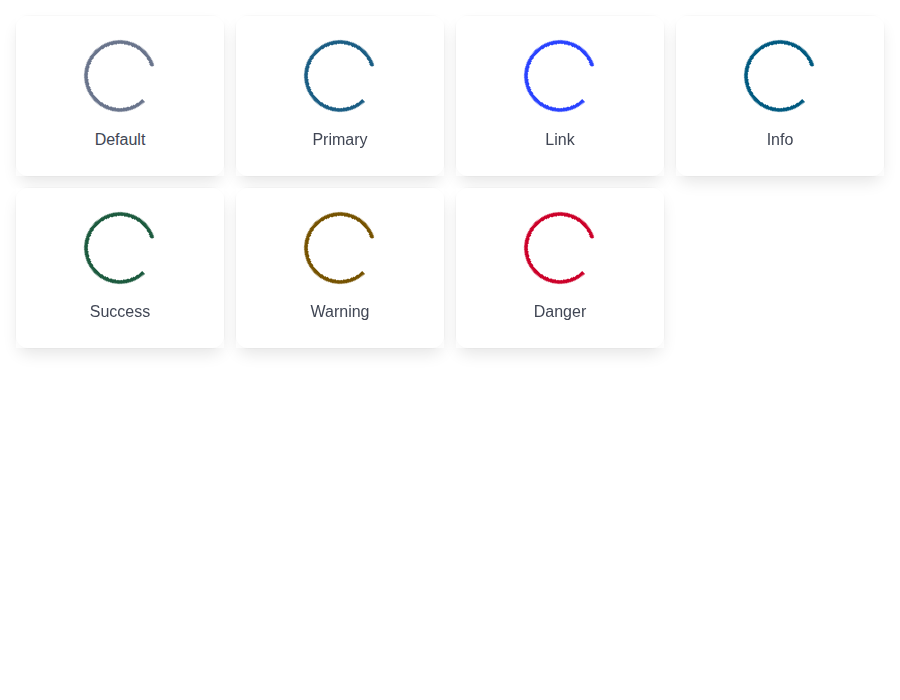 Default
Primary
Link
Info
Success
Warning
Danger